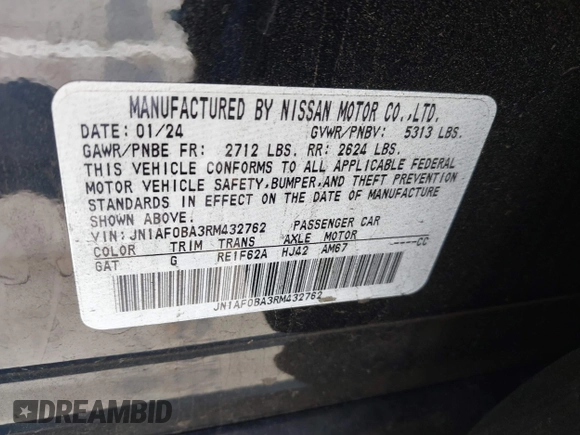 MANUFACTURED BY NISSAN MOTOR CO.,LTD.
DATE: 01/24 GVWR/PNBV: 5313 LBS.
GAWR/PNBE FR: 2712 LBS. RR: 2624 LBS.
THIS VEHICLE CONFORMS TO ALL APPLICABLE FEDERAL
MOTOR VEHICLE SAFETY,BUMPER,AND THEFT PREVENTION
STANDARDS IN EFFECT ON THE DATE OF MANUFACTURE
SHOWN ABOVE.
VIN: JN1AF0BA3RM432762 PASSENGER CAR
COLOR TRIM TRANS AXLE MOTOR ----CC
GAT G RE1F62A HJ42 AM67
JN1AF0BA3RM432762
DREAMBID